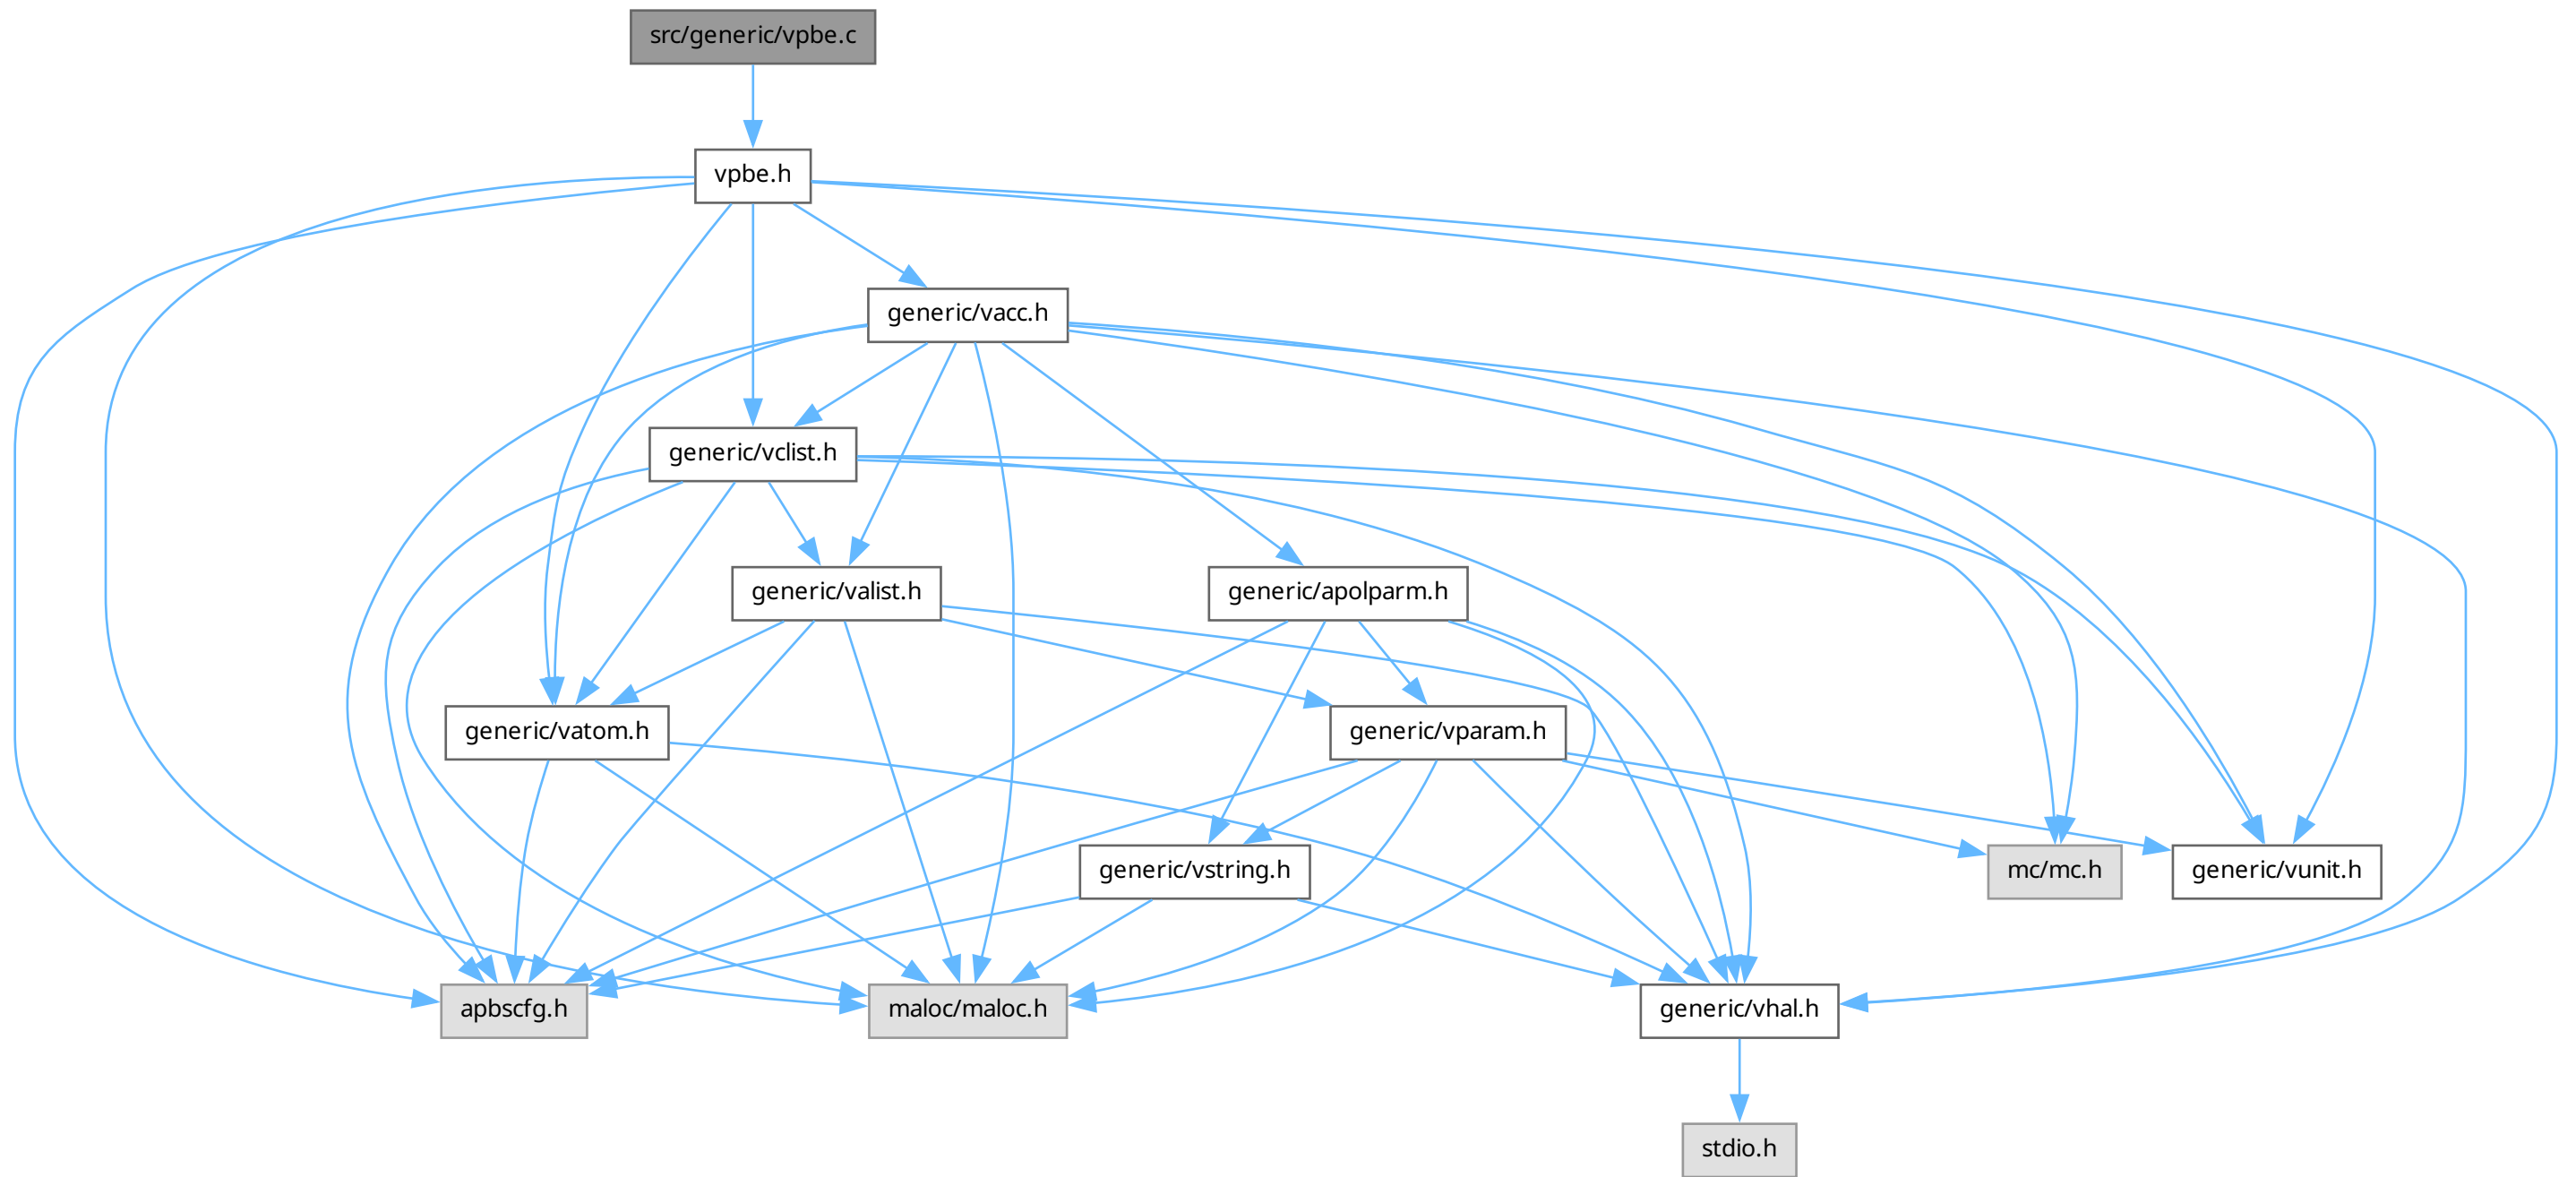 src/generic/vpbe.c
vpbe.h
generic/vacc.h
generic/vclist.h
generic/valist.h
generic/apolparm.h
generic/vatom.h
generic/vparam.h
generic/vstring.h
mc/mc.h
generic/vunit.h
apbscfg.h
maloc/maloc.h
generic/vhal.h
stdio.h